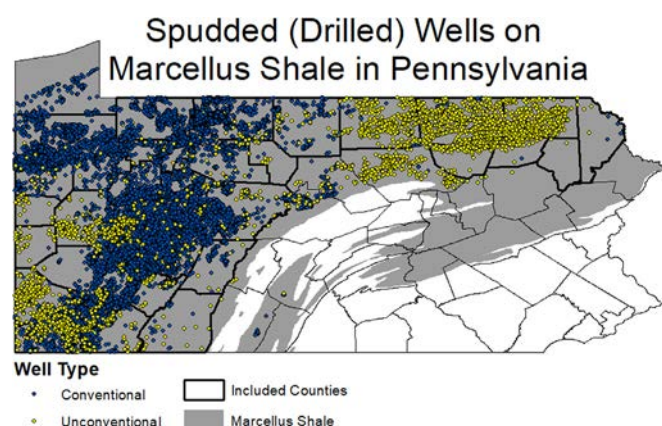 Spudded (Drilled) Wells on
Marcellus Shale in Pennsylvania
Well Type
Conventional
Included Counties
Unconventional
Marcellus Shale